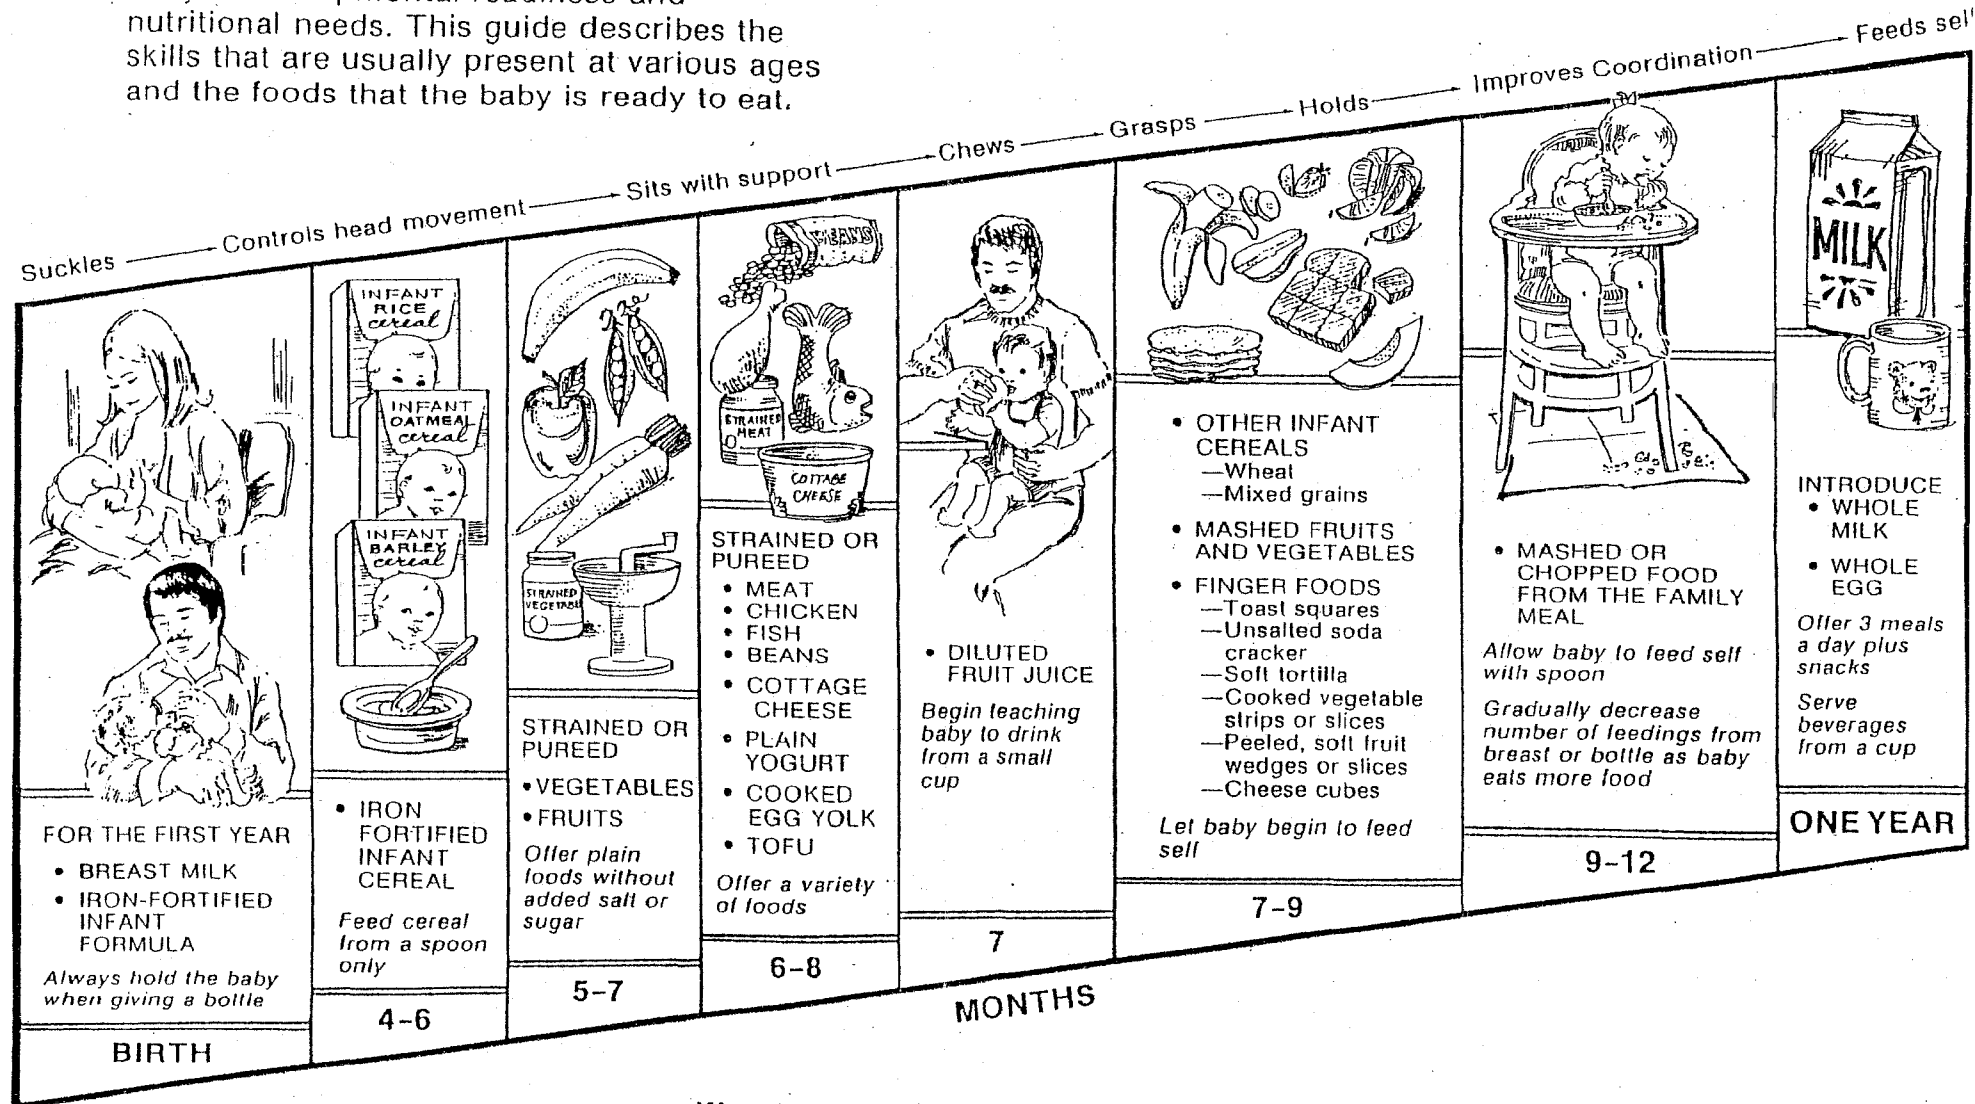 nutritional needs. This guide describes the
skills that are usually present at various ages
and the foods that the baby is ready to eat.
Suckles
Controls head movement
Sits with support
Chews
Grasps
Holds
Improves Coordination
Feeds self
FOR THE FIRST YEAR
• BREAST MILK
• IRON-FORTIFIED
INFANT
FORMULA
Always hold the baby
when giving a bottle
BIRTH
INFANT
RICE
cereal
INFANT
OATMEAL
cereal
INFANT
BARLEY
cereal
• IRON
FORTIFIED
INFANT
CEREAL
Feed cereal
from a spoon
only
4-6
STRAINED
VEGETABLE
STRAINED OR
PUREED
• VEGETABLES
• FRUITS
Offer plain
foods without
added salt or
sugar
5-7
BEANS
STRAINED
MEAT
COTTAGE
CHEESE
STRAINED OR
PUREED
• MEAT
• CHICKEN
• FISH
• BEANS
• COTTAGE
CHEESE
• PLAIN
YOGURT
• COOKED
EGG YOLK
• TOFU
Offer a variety
of foods
6-8
• DILUTED
FRUIT JUICE
Begin teaching
baby to drink
from a small
cup
7
• OTHER INFANT
CEREALS
—Wheat
—Mixed grains
• MASHED FRUITS
AND VEGETABLES
• FINGER FOODS
—Toast squares
—Unsalted soda
cracker
—Soft tortilla
—Cooked vegetable
strips or slices
—Peeled, soft fruit
wedges or slices
—Cheese cubes
Let baby begin to feed
self
7-9
• MASHED OR
CHOPPED FOOD
FROM THE FAMILY
MEAL
Allow baby to feed self
with spoon
Gradually decrease
number of feedings from
breast or bottle as baby
eats more food
9-12
MILK
INTRODUCE
• WHOLE
MILK
• WHOLE
EGG
Offer 3 meals
a day plus
snacks
Serve
beverages
from a cup
ONE YEAR
MONTHS